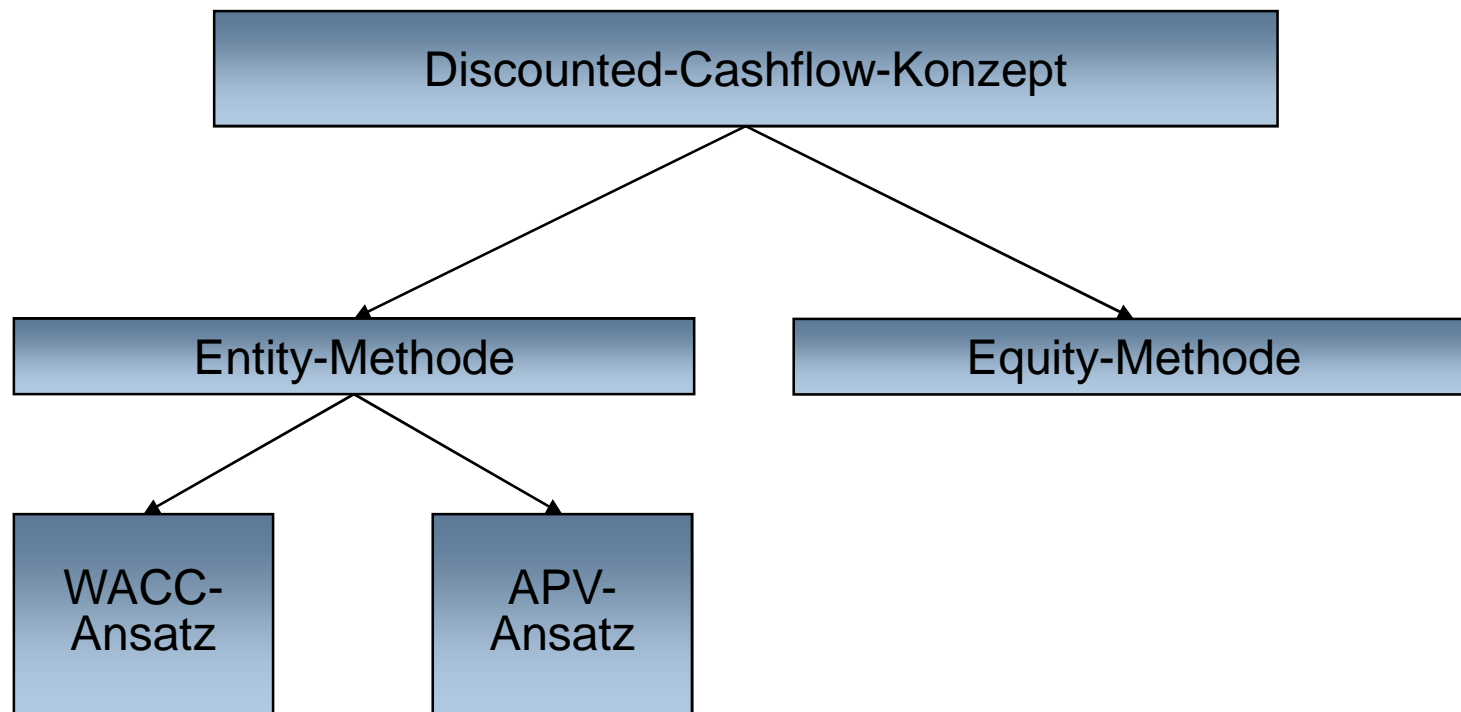 Discounted-Cashflow-Konzept
Entity-Methode
Equity-Methode
WACC-
Ansatz
APV-
Ansatz